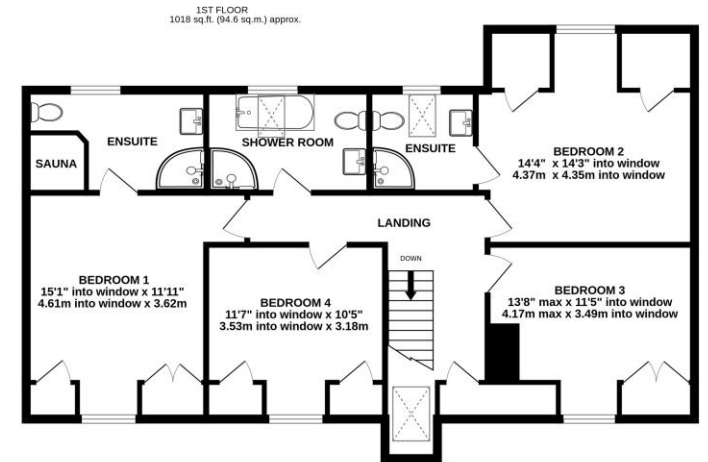 1ST FLOOR
1018 sq.ft. (94.6 sq.m.) approx.
ENSUITE
SAUNA
SHOWER ROOM
ENSUITE
BEDROOM 2
14'4" x 14'3" into window
4.37m x 4.35m into window
LANDING
DOWN
BEDROOM 1
15'1" into window x 11'11"
4.61m into window x 3.62m
BEDROOM 4
11'7" into window x 10'5"
3.53m into window x 3.18m
BEDROOM 3
13'8" max x 11'5" into window
4.17m max x 3.49m into window